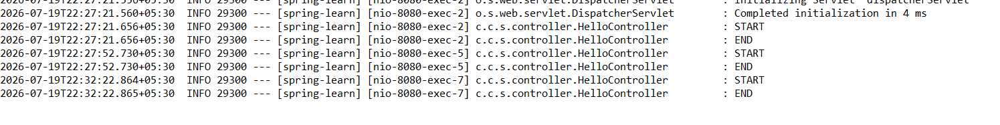 2026-07-19T22:27:21.556+05:30  INFO 29300 --- [spring-learn] [nio-8080-exec-2] o.s.web.servlet.DispatcherServlet        : Initializing Servlet 'dispatcherServlet'
2026-07-19T22:27:21.560+05:30  INFO 29300 --- [spring-learn] [nio-8080-exec-2] o.s.web.servlet.DispatcherServlet        : Completed initialization in 4 ms
2026-07-19T22:27:21.656+05:30  INFO 29300 --- [spring-learn] [nio-8080-exec-2] c.c.s.controller.HelloController         : START
2026-07-19T22:27:21.656+05:30  INFO 29300 --- [spring-learn] [nio-8080-exec-2] c.c.s.controller.HelloController         : END
2026-07-19T22:27:52.730+05:30  INFO 29300 --- [spring-learn] [nio-8080-exec-5] c.c.s.controller.HelloController         : START
2026-07-19T22:27:52.730+05:30  INFO 29300 --- [spring-learn] [nio-8080-exec-5] c.c.s.controller.HelloController         : END
2026-07-19T22:32:22.864+05:30  INFO 29300 --- [spring-learn] [nio-8080-exec-7] c.c.s.controller.HelloController         : START
2026-07-19T22:32:22.865+05:30  INFO 29300 --- [spring-learn] [nio-8080-exec-7] c.c.s.controller.HelloController         : END